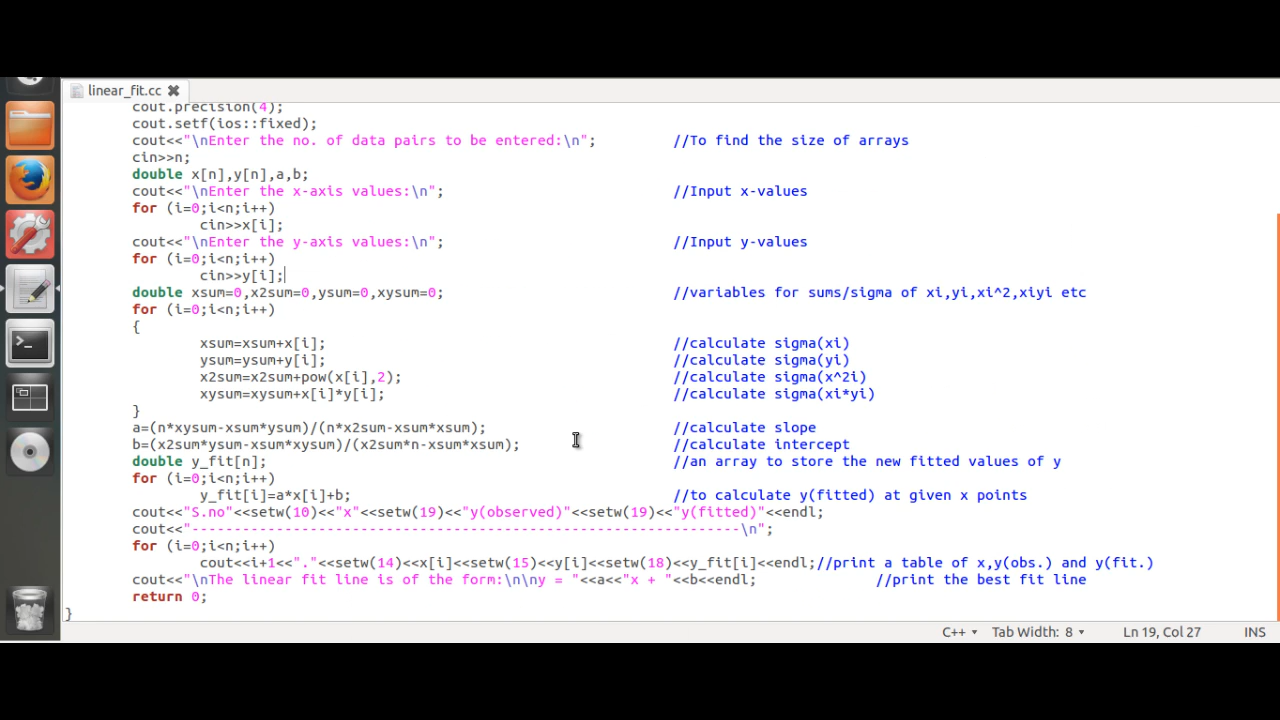 linear_fit.cc
cout.precision(4);
cout.setf(ios::fixed);
cout<<"\nEnter the no. of data pairs to be entered:\n"; //To find the size of arrays
cin>>n;
double x[n],y[n],a,b;
cout<<"\nEnter the x-axis values:\n"; //Input x-values
for (i=0;i<n;i++)
cin>>x[i];
cout<<"\nEnter the y-axis values:\n"; //Input y-values
for (i=0;i<n;i++)
cin>>y[i];
double xsum=0,x2sum=0,ysum=0,xysum=0; //variables for sums/sigma of xi,yi,xi^2,xiyi etc
for (i=0;i<n;i++)
{
xsum=xsum+x[i]; //calculate sigma(xi)
ysum=ysum+y[i]; //calculate sigma(yi)
x2sum=x2sum+pow(x[i],2); //calculate sigma(x^2i)
xysum=xysum+x[i]*y[i]; //calculate sigma(xi*yi)
}
a=(n*xysum-xsum*ysum)/(n*x2sum-xsum*xsum); //calculate slope
b=(x2sum*ysum-xsum*xysum)/(x2sum*n-xsum*xsum); //calculate intercept
double y_fit[n]; //an array to store the new fitted values of y
for (i=0;i<n;i++)
y_fit[i]=a*x[i]+b; //to calculate y(fitted) at given x points
cout<<"S.no"<<setw(10)<<"x"<<setw(19)<<"y(observed)"<<setw(19)<<"y(fitted)"<<endl;
cout<<"-----------------------------------------------------------------\n";
for (i=0;i<n;i++)
cout<<i+1<<"."<<setw(14)<<x[i]<<setw(15)<<y[i]<<setw(18)<<y_fit[i]<<endl;//print a table of x,y(obs.) and y(fit.)
cout<<"\nThe linear fit line is of the form:\n\ny = "<<a<<"x + "<<b<<endl; //print the best fit line
return 0;
}
C++ Tab Width: 8 Ln 19, Col 27 INS